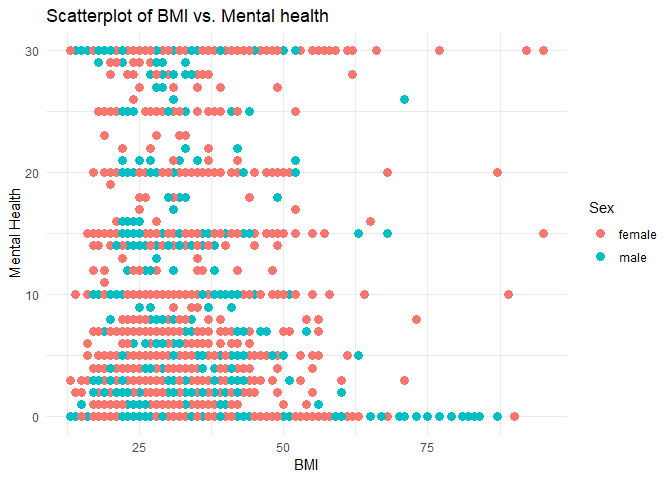 Scatterplot of BMI vs. Mental health
30
20
10
0
Mental Health
25
50
75
BMI
Sex
female
male